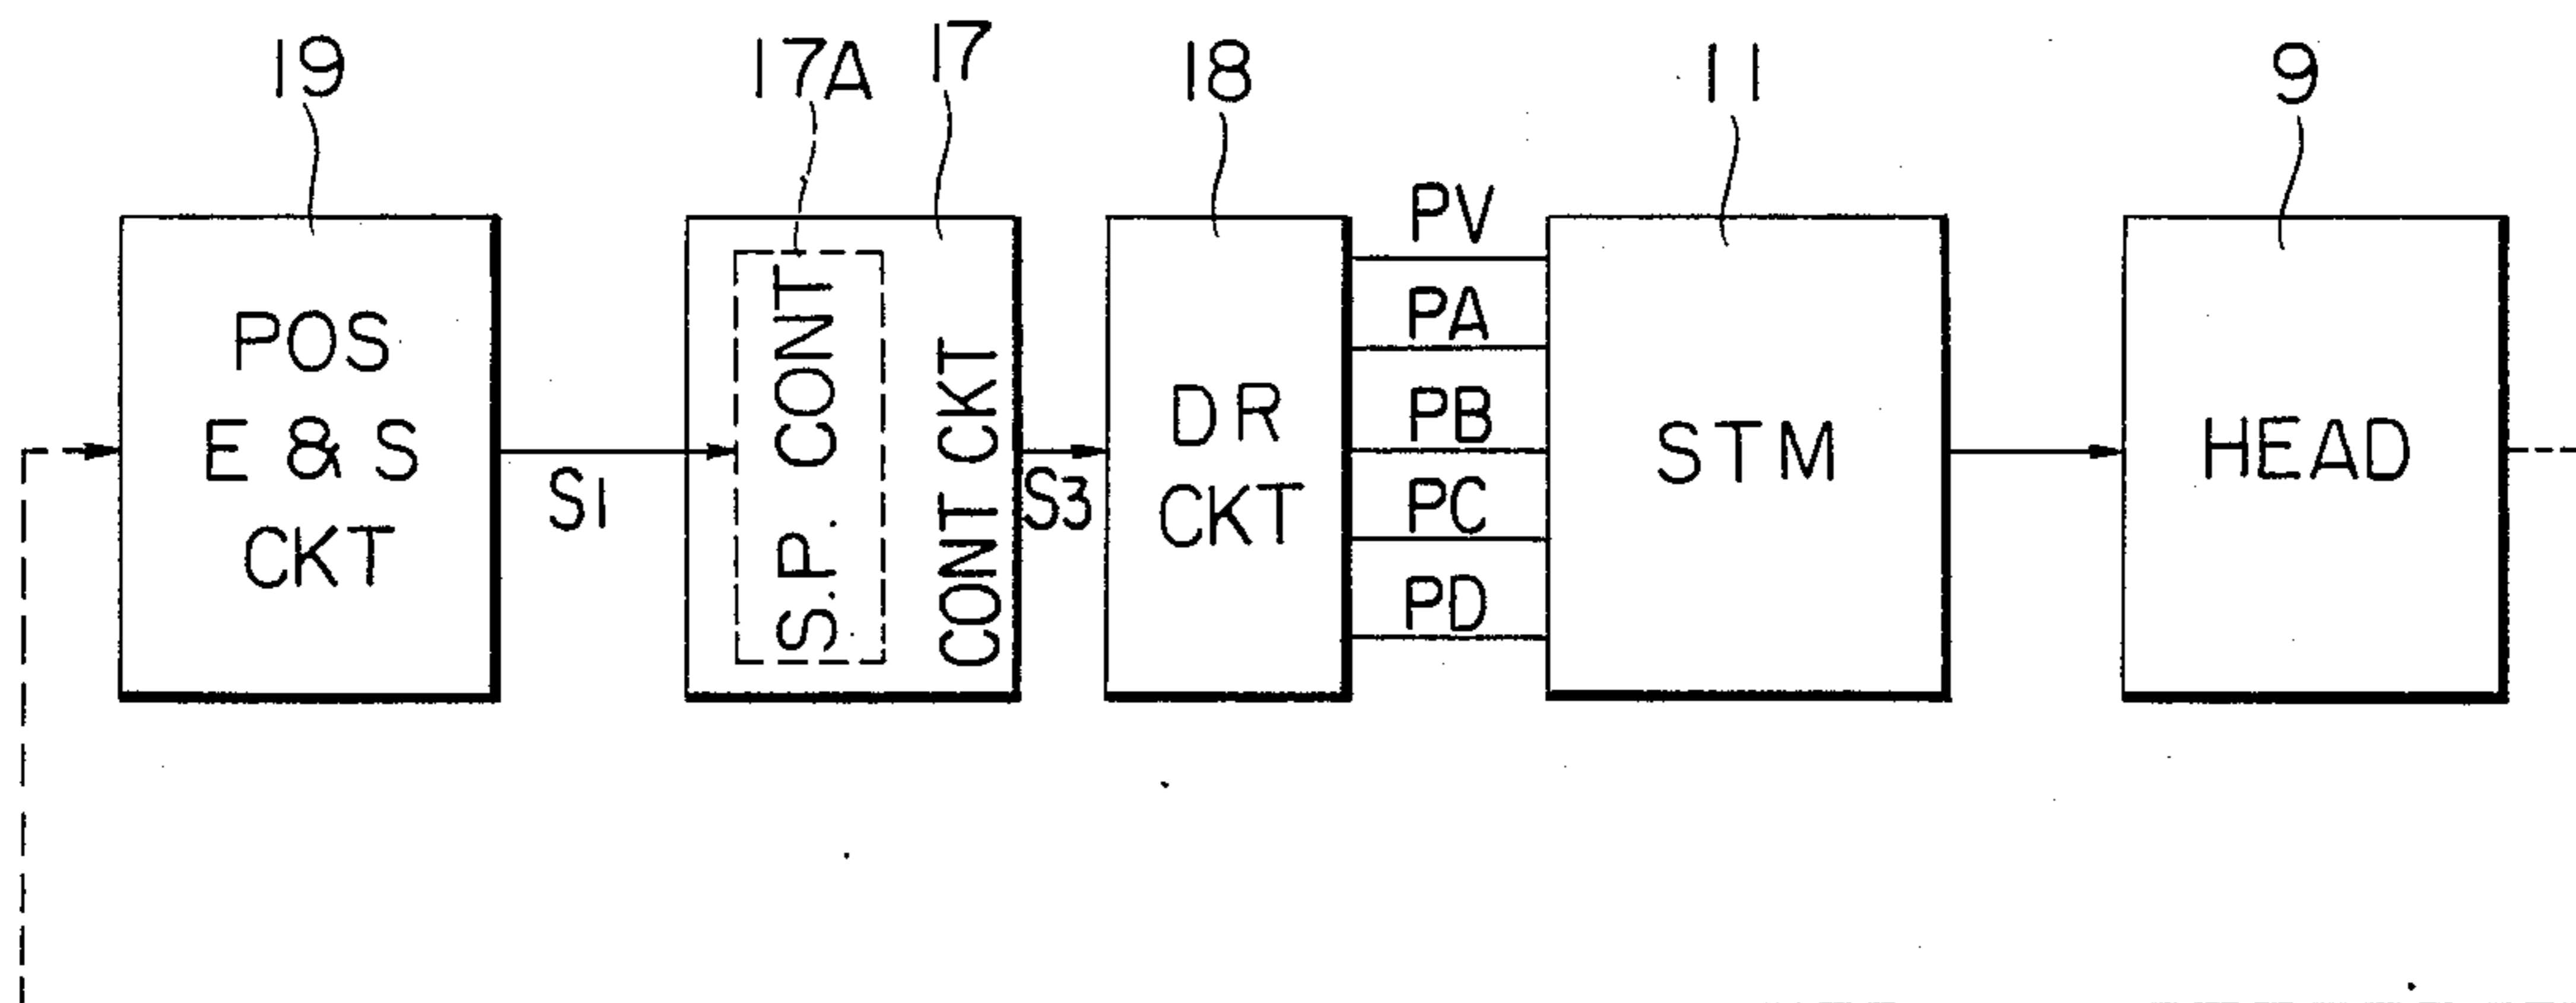 19
17A
17
18
11
9
POS
E & S
CKT
S1
S.P. CONT
CONT CKT
S3
DR
CKT
PV
PA
PB
PC
PD
STM
HEAD